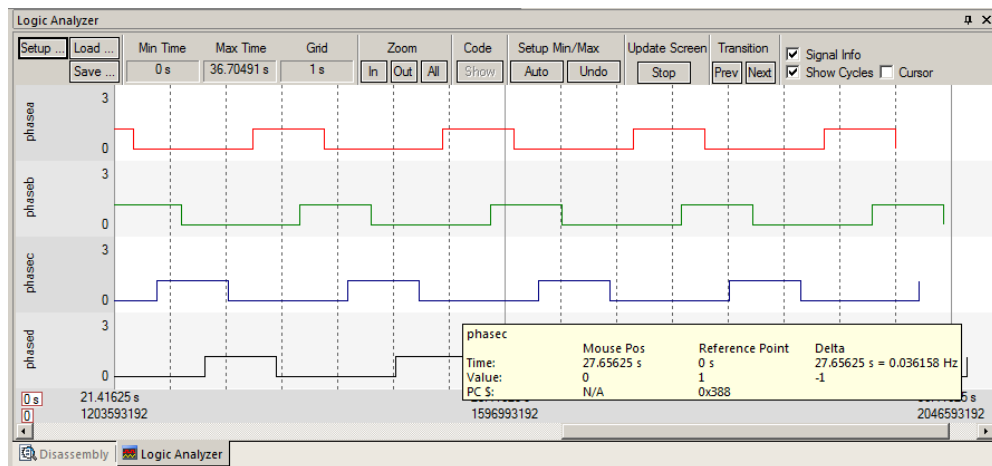 Logic Analyzer
Setup ... Load ... Min Time Max Time Grid Zoom Code Setup Min/Max Update Screen Transition Signal Info
Save ... 0 s 36.70491 s 1 s In Out All Show Auto Undo Stop Prev Next Show Cycles Cursor
phasea
3
0
phaseb
3
0
phasec
3
0
phased
3
0
phasec
Mouse Pos Reference Point Delta
Time: 27.65625 s 0 s 27.65625 s = 0.036158 Hz
Value: 0 1 -1
PC $: N/A 0x388
0 s 21.41625 s
0 1203593192 1596993192 2046593192
Disassembly Logic Analyzer